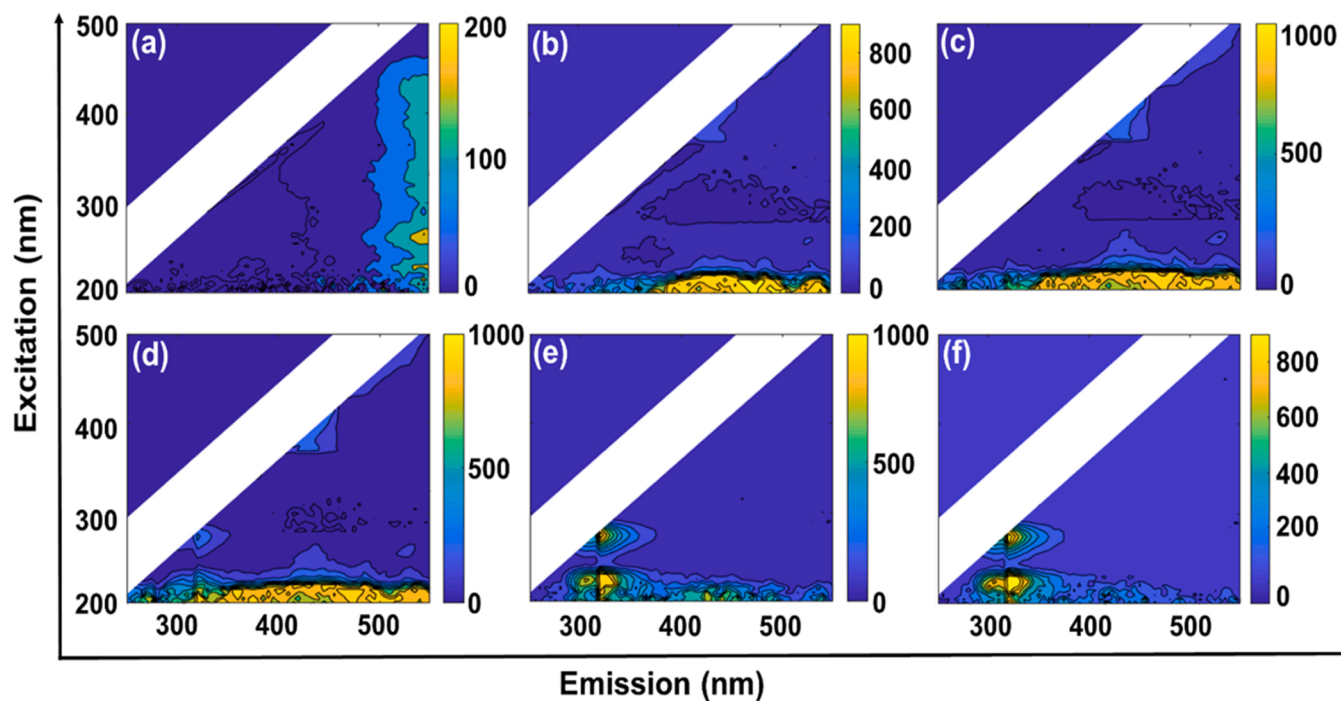 500 (a) 200 (b) 800 (c) 1000
400 600
300 100 400 500
200 0 200 0
0
500 (d) 1000 (e) 1000 (f) 800
400 600
300 500 500 400
200 0 0 200
0
300 400 500 300 400 500 300 400 500
Excitation (nm)
Emission (nm)